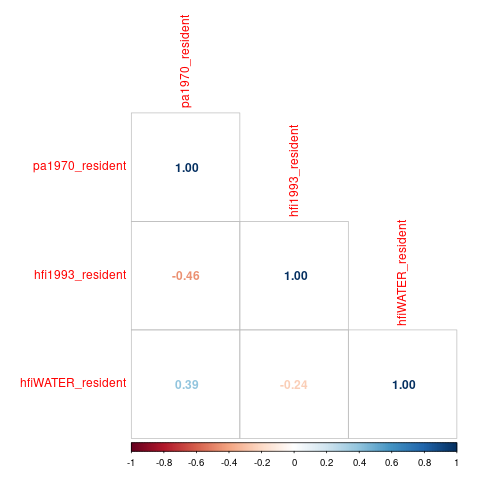 pa1970_resident
hfi1993_resident
hfiWATER_resident
pa1970_resident
1.00
hfi1993_resident
-0.46
1.00
hfiWATER_resident
0.39
-0.24
1.00
-1 -0.8 -0.6 -0.4 -0.2 0 0.2 0.4 0.6 0.8 1